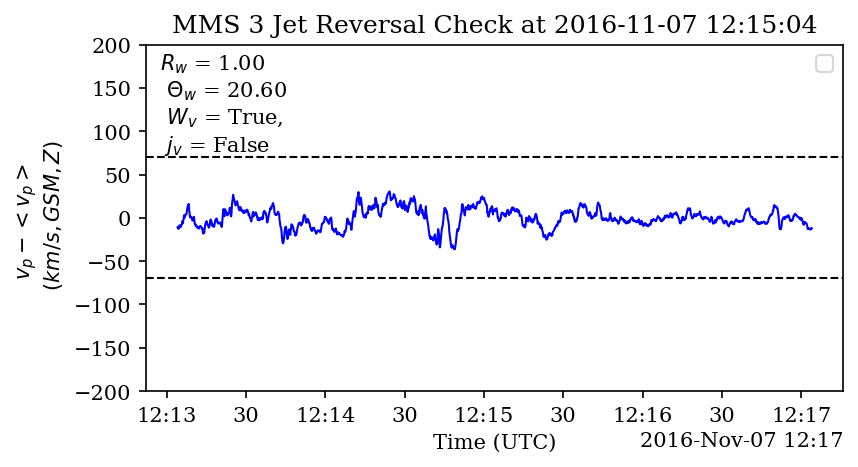 MMS 3 Jet Reversal Check at 2016-11-07 12:15:04
200
150
100
50
0
−50
−100
−150
−200
v_p − < v_p >
(km/s, GSM, Z)
R_w = 1.00
Θ_w = 20.60
W_v = True,
j_v = False
12:13 30 12:14 30 12:15 30 12:16 30 12:17
Time (UTC)
2016-Nov-07 12:17